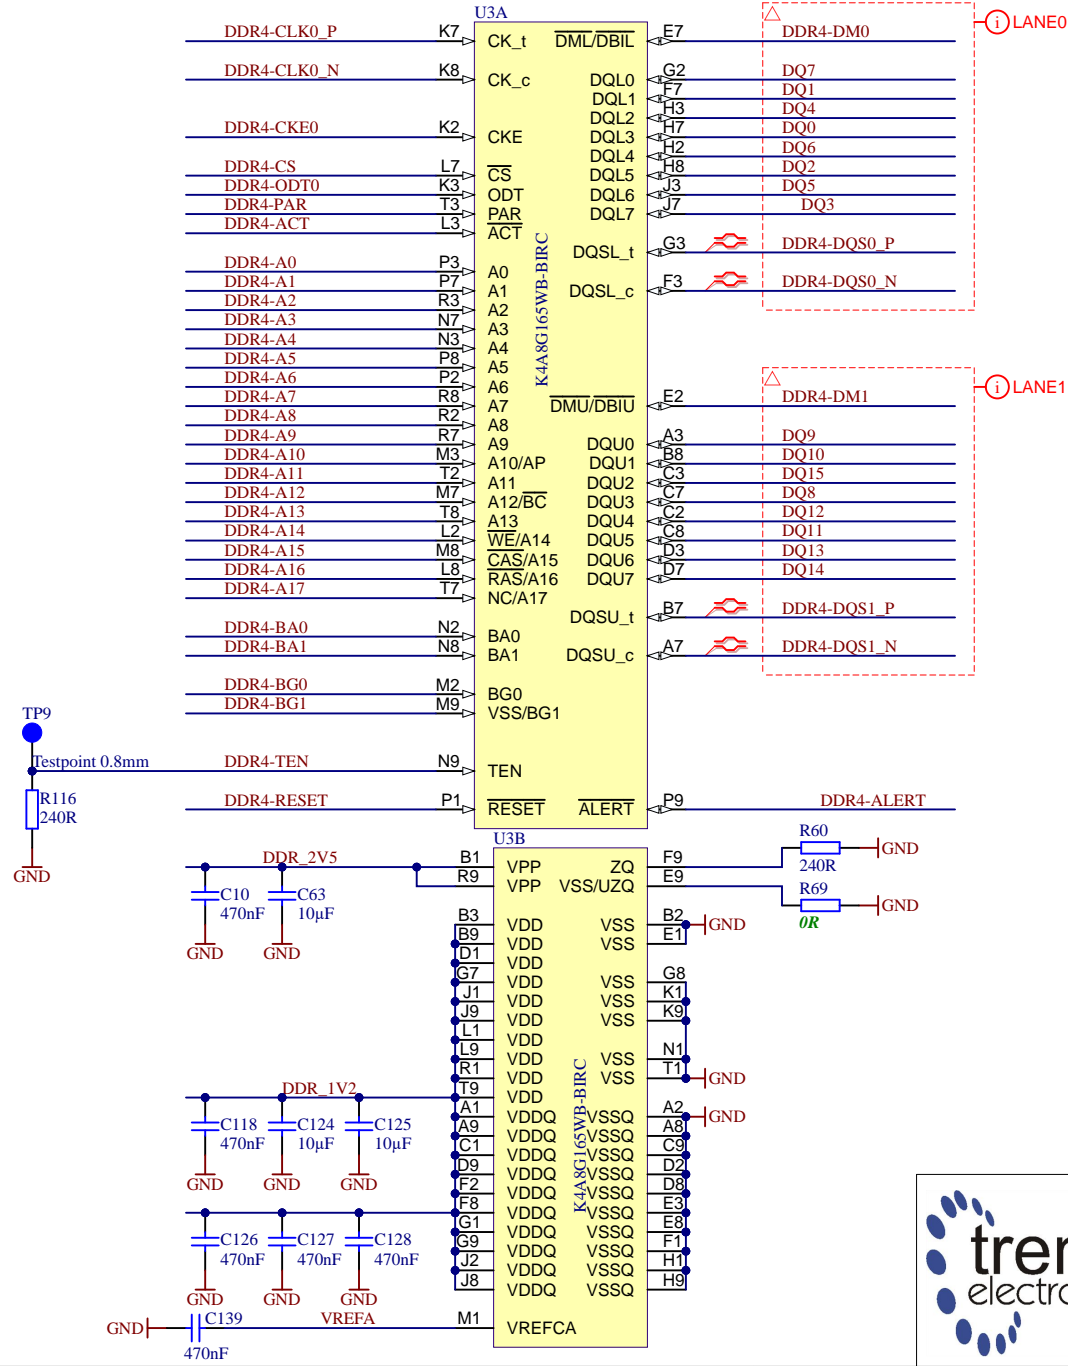 U3A
DDR4-CLK0_P K7 CK_t DML/DBIL E7 DDR4-DM0
LANE0
DDR4-CLK0_N K8 CK_c DQL0 G2 DQ7
DQL1 F7 DQ1
DQL2 H3 DQ4
DDR4-CKE0 K2 CKE DQL3 H7 DQ0
DQL4 H2 DQ6
DDR4-CS L7 CS DQL5 H8 DQ2
DDR4-ODT0 K3 ODT DQL6 J3 DQ5
DDR4-PAR T3 PAR DQL7 J7 DQ3
DDR4-ACT L3 ACT
DQSL_t G3 DDR4-DQS0_P
DDR4-A0 P3 A0
DDR4-A1 P7 A1 DQSL_c F3 DDR4-DQS0_N
DDR4-A2 R3 A2
DDR4-A3 N7 A3
DDR4-A4 N3 A4
DDR4-A5 P8 A5
DDR4-A6 P2 A6
LANE1
DDR4-A7 R8 A7 DMU/DBIU E2 DDR4-DM1
DDR4-A8 R2 A8
DDR4-A9 R7 A9 DQU0 A3 DQ9
DDR4-A10 M3 A10/AP DQU1 B8 DQ10
DDR4-A11 T2 A11 DQU2 C3 DQ15
DDR4-A12 M7 A12/BC DQU3 C7 DQ8
DDR4-A13 T8 A13 DQU4 C2 DQ12
DDR4-A14 L2 WE/A14 DQU5 C8 DQ11
DDR4-A15 M8 CAS/A15 DQU6 D3 DQ13
DDR4-A16 L8 RAS/A16 DQU7 D7 DQ14
DDR4-A17 T7 NC/A17
DQSU_t B7 DDR4-DQS1_P
DDR4-BA0 N2 BA0
DDR4-BA1 N8 BA1 DQSU_c A7 DDR4-DQS1_N
DDR4-BG0 M2 BG0
DDR4-BG1 M9 VSS/BG1
K4A8G165WB-BIRC
TP9
Testpoint 0.8mm DDR4-TEN N9 TEN
R116
240R
GND
DDR4-RESET P1 RESET ALERT P9 DDR4-ALERT
U3B
DDR_2V5 B1 VPP ZQ F9 R60 GND
240R
R9 VPP VSS/UZQ E9 R69 GND
0R
C10 C63
470nF 10µF
GND GND
B3 VDD VSS B2 GND
B9 VDD VSS E1
D1 VDD
G7 VDD VSS G8
J1 VDD VSS K1
J9 VDD VSS K9
L1 VDD
L9 VDD VSS N1
R1 VDD VSS T1 GND
DDR_1V2 T9 VDD
A1 VDDQ VSSQ A2 GND
C118 C124 C125
A9 VDDQ VSSQ A8
470nF 10µF 10µF
C1 VDDQ VSSQ C9
D9 VDDQ VSSQ D2
GND GND GND
F2 VDDQ VSSQ D8
F8 VDDQ VSSQ E3
G1 VDDQ VSSQ E8
C126 C127 C128
G9 VDDQ VSSQ F1
470nF 470nF 470nF
J2 VDDQ VSSQ H1
J8 VDDQ VSSQ H9
GND GND GND
K4A8G165WB-BIRC
GND C139 VREFA M1 VREFCA
470nF
tren
electro